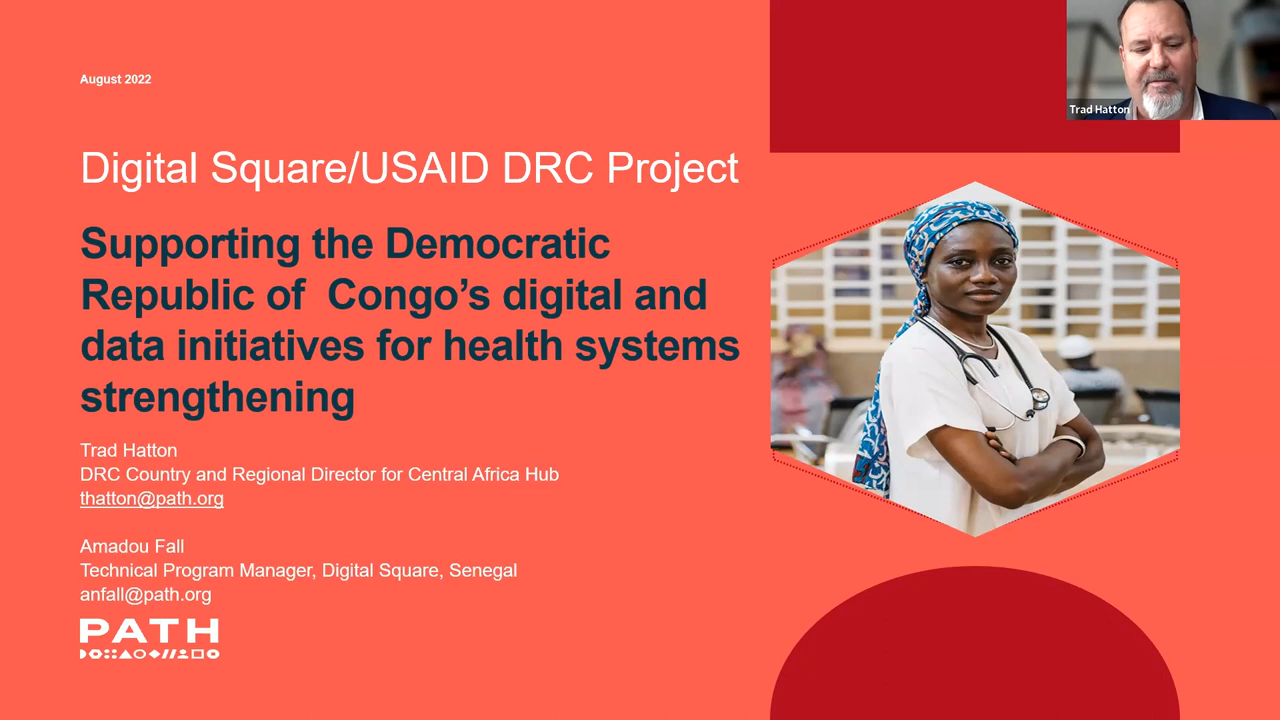 August 2022
Trad Hatton
Digital Square/USAID DRC Project
Supporting the Democratic
Republic of  Congo’s digital and
data initiatives for health systems
strengthening
Trad Hatton
DRC Country and Regional Director for Central Africa Hub
thatton@path.org
Amadou Fall
Technical Program Manager, Digital Square, Senegal
anfall@path.org
PATH